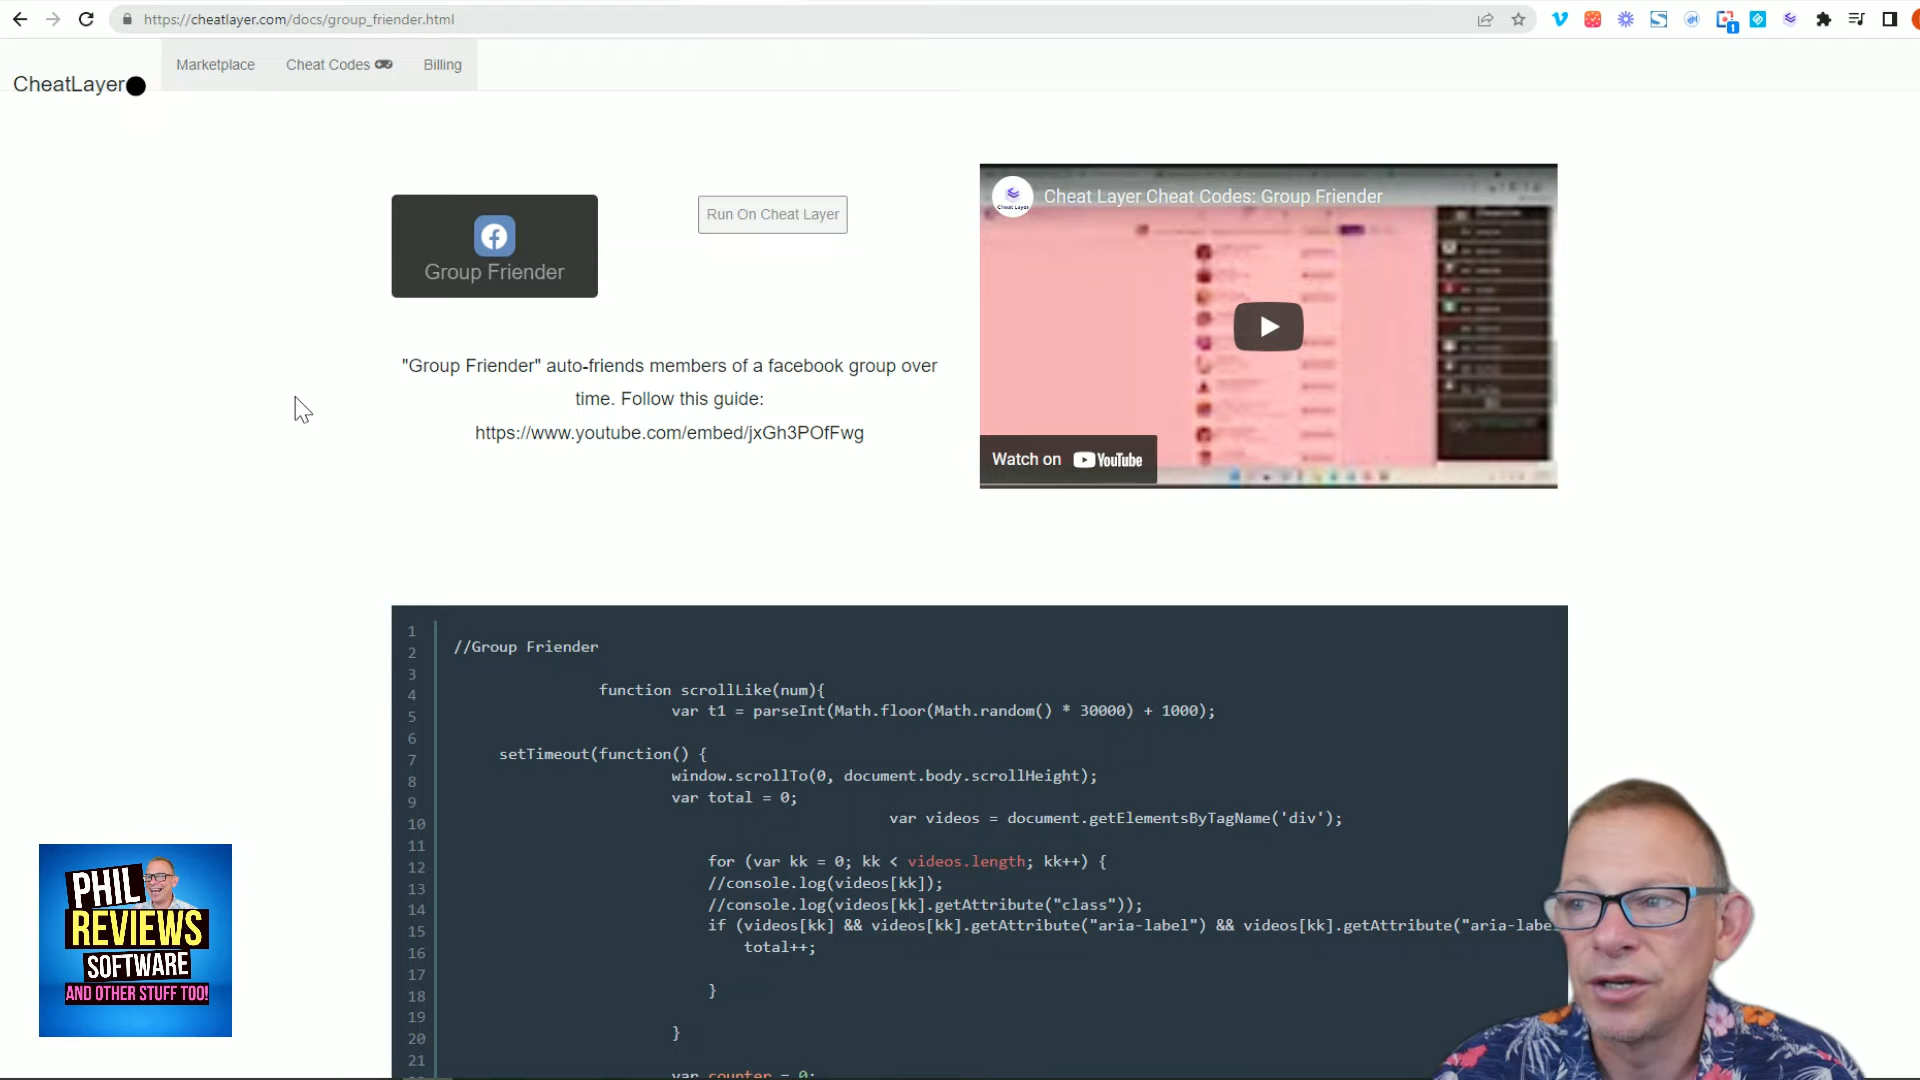 https://cheatlayer.com/docs/group_friender.html
1
CheatLayer
Marketplace
Cheat Codes
Billing
Group Friender
Run On Cheat Layer
Cheat Layer Cheat Codes: Group Friender
Cheat Layer
Watch on YouTube
"Group Friender" auto-friends members of a facebook group over
time. Follow this guide:
https://www.youtube.com/embed/jxGh3POfFwg
1
2 //Group Friender
3
4 function scrollLike(num){
5 var t1 = parseInt(Math.floor(Math.random() * 30000) + 1000);
6
7 setTimeout(function() {
8 window.scrollTo(0, document.body.scrollHeight);
9 var total = 0;
10 var videos = document.getElementsByTagName('div');
11
12 for (var kk = 0; kk < videos.length; kk++) {
13 //console.log(videos[kk]);
14 //console.log(videos[kk].getAttribute("class"));
15 if (videos[kk] && videos[kk].getAttribute("aria-label") && videos[kk].getAttribute("aria-labe
16 total++;
17
18 }
19
20 }
21
var counter = 0;
PHIL
REVIEWS
SOFTWARE
AND OTHER STUFF TOO!